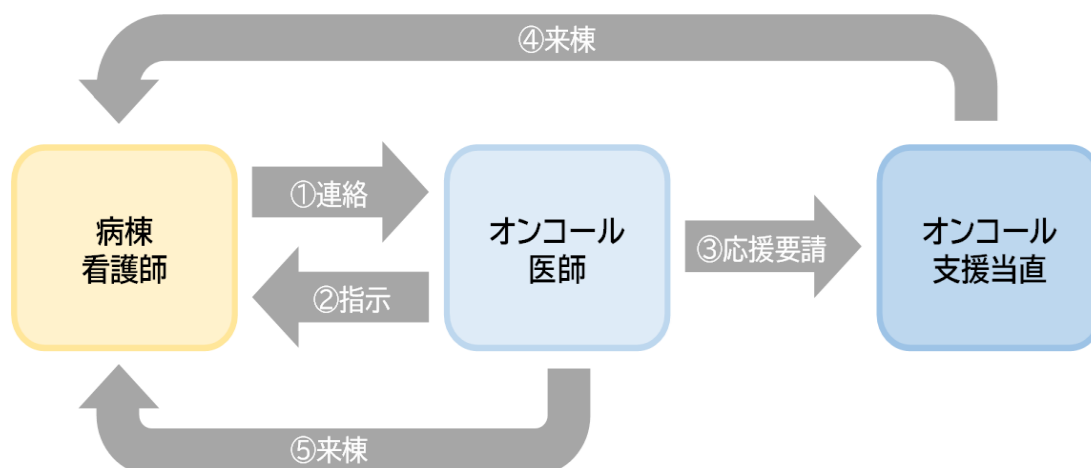 ④来棟
病棟
看護師
①連絡
②指示
オンコール
医師
③応援要請
オンコール
支援当直
⑤来棟